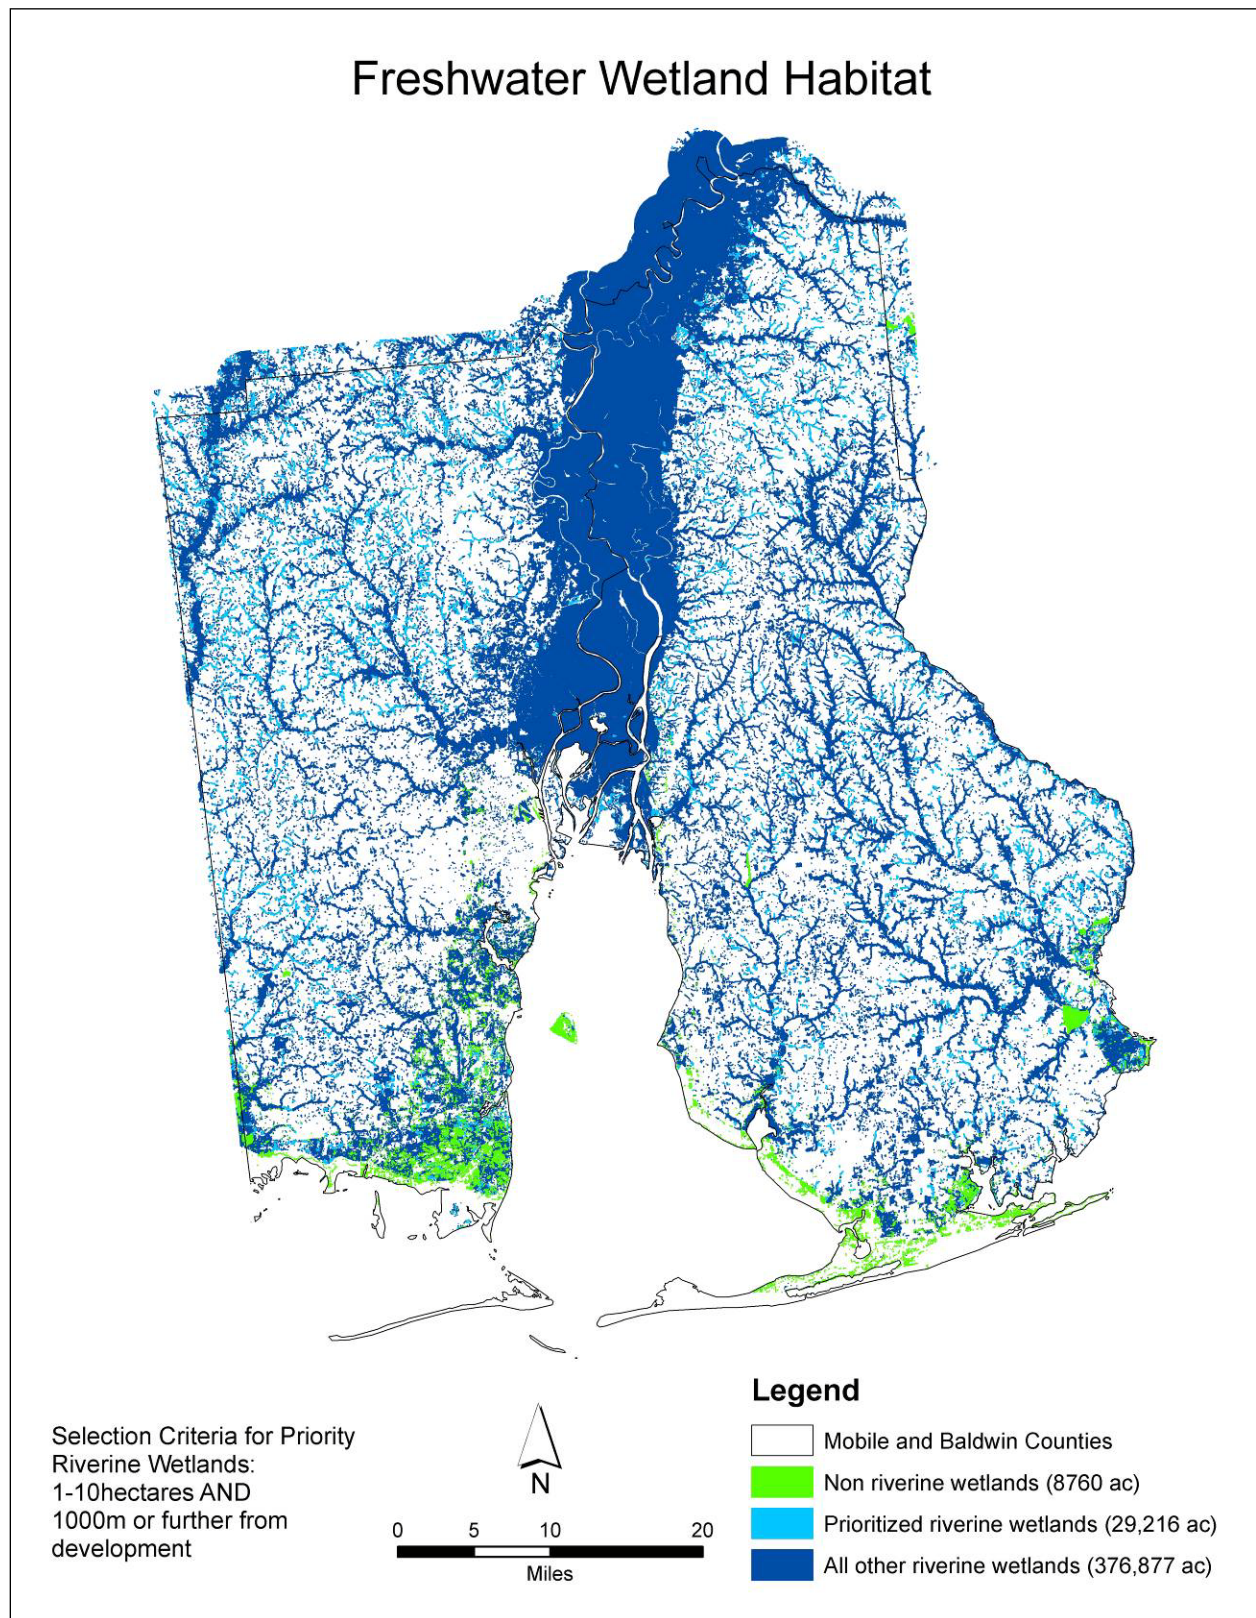 Freshwater Wetland Habitat
Selection Criteria for Priority
Riverine Wetlands:
1-10hectares AND
1000m or further from
development
N
0 5 10 20
Miles
Legend
Mobile and Baldwin Counties
Non riverine wetlands (8760 ac)
Prioritized riverine wetlands (29,216 ac)
All other riverine wetlands (376,877 ac)